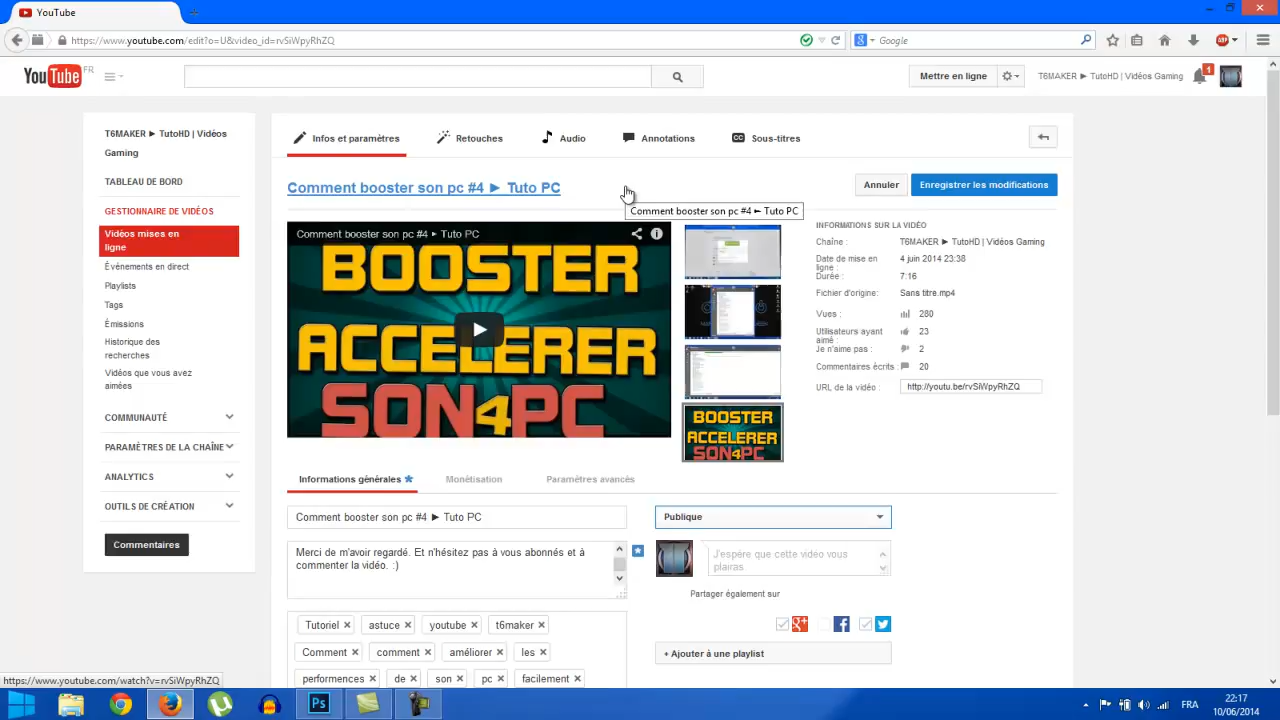 YouTube
https://www.youtube.com/edit?o=U&video_id=rvSiWpyRhZQ
Google
YouTube FR
Mettre en ligne
T6MAKER ► TutoHD | Vidéos Gaming
1
T6MAKER ► TutoHD | Vidéos
Gaming
TABLEAU DE BORD
GESTIONNAIRE DE VIDÉOS
Vidéos mises en
ligne
Événements en direct
Playlists
Tags
Émissions
Historique des
recherches
Vidéos que vous avez
aimées
COMMUNAUTÉ
PARAMÈTRES DE LA CHAÎNE
ANALYTICS
OUTILS DE CRÉATION
Commentaires
Infos et paramètres
Retouches
Audio
Annotations
CC Sous-titres
Comment booster son pc #4 ► Tuto PC
Annuler
Enregistrer les modifications
Comment booster son pc #4 ► Tuto PC
Comment booster son pc #4 ► Tuto PC
BOOSTER
ACCELERER
SON4PC
BOOSTER
ACCELERER
SON4PC
INFORMATIONS SUR LA VIDÉO
Chaîne : T6MAKER ► TutoHD | Vidéos Gaming
Date de mise en
ligne : 4 juin 2014 23:38
Durée : 7:16
Fichier d'origine: Sans titre.mp4
Vues : 280
Utilisateurs ayant
aimé : 23
Je n'aime pas : 2
Commentaires écrits : 20
URL de la vidéo : http://youtu.be/rvSiWpyRhZQ
Informations générales
Monétisation
Paramètres avancés
Comment booster son pc #4 ► Tuto PC
Merci de m'avoir regardé. Et n'hésitez pas à vous abonnés et à
commenter la vidéo. :)
Tutoriel × astuce × youtube × t6maker ×
Comment × comment × améliorer × les ×
performences × de × son × pc × facilement ×
Publique
J'espère que cette vidéo vous
plairas
Partager également sur
+ Ajouter à une playlist
https://www.youtube.com/watch?v=rvSiWpyRhZQ
Ps
FRA
22:17
10/06/2014